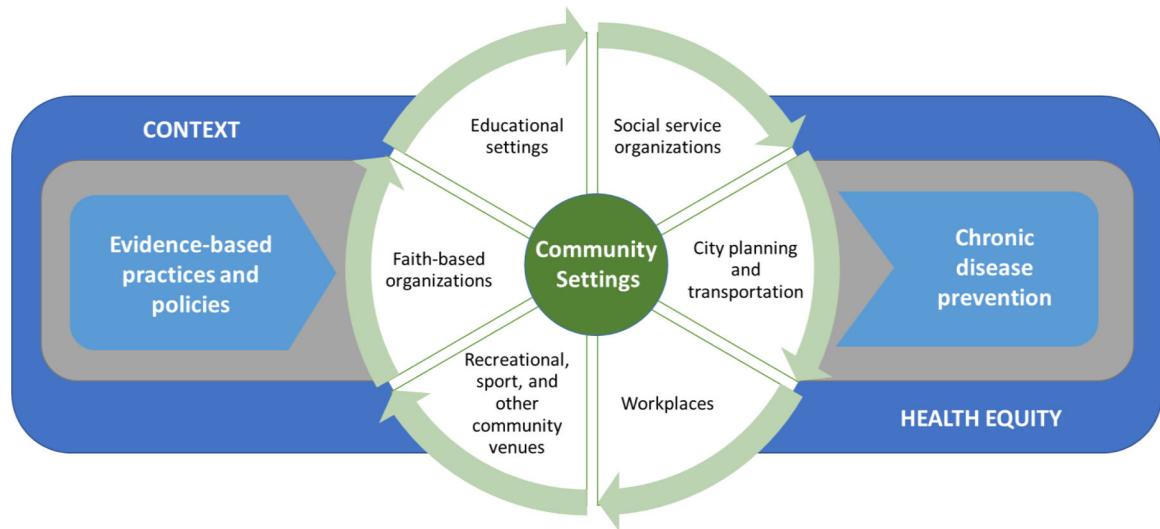 CONTEXT
Evidence-based
practices and
policies
Educational
settings
Social service
organizations
Faith-based
organizations
Community
Settings
City planning
and
transportation
Recreational,
sport, and
other
community
venues
Workplaces
Chronic
disease
prevention
HEALTH EQUITY